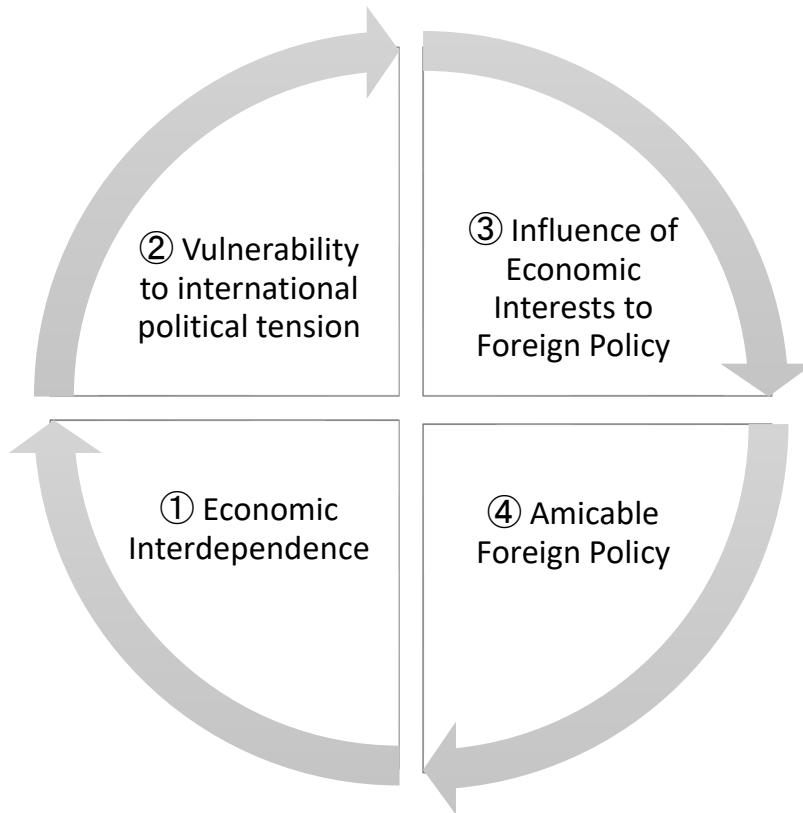 ② Vulnerability
to international
political tension
③ Influence of
Economic
Interests to
Foreign Policy
① Economic
Interdependence
④ Amicable
Foreign Policy